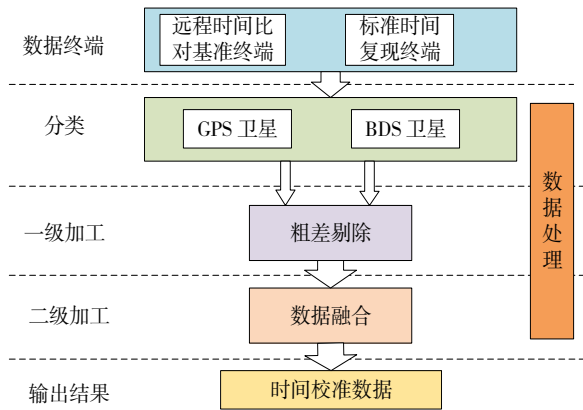 数据终端
远程时间比
对基准终端
标准时间
复现终端
分类
GPS 卫星
BDS 卫星
数据处理
一级加工
粗差剔除
二级加工
数据融合
输出结果
时间校准数据